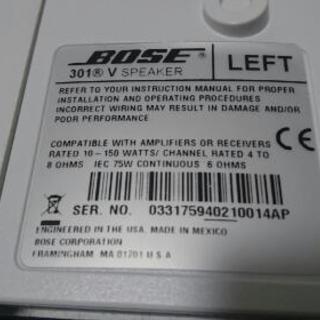 BOSE®
301® V SPEAKER
LEFT
REFER TO YOUR INSTRUCTION MANUAL FOR PROPER
INSTALLATION AND OPERATING PROCEDURES
INCORRECT WIRING MAY RESULT IN DAMAGE AND/OR
POOR PERFORMANCE
CE
COMPATIBLE WITH AMPLIFIERS OR RECEIVERS
RATED 10-150 WATTS/ CHANNEL RATED 4 TO
8 OHMS IEC 75W CONTINUOUS 6 OHMS
SER. NO. 033175940210014AP
ENGINEERED IN THE U.S.A. MADE IN MEXICO
BOSE CORPORATION
FRAMINGHAM MA 01701 U S A